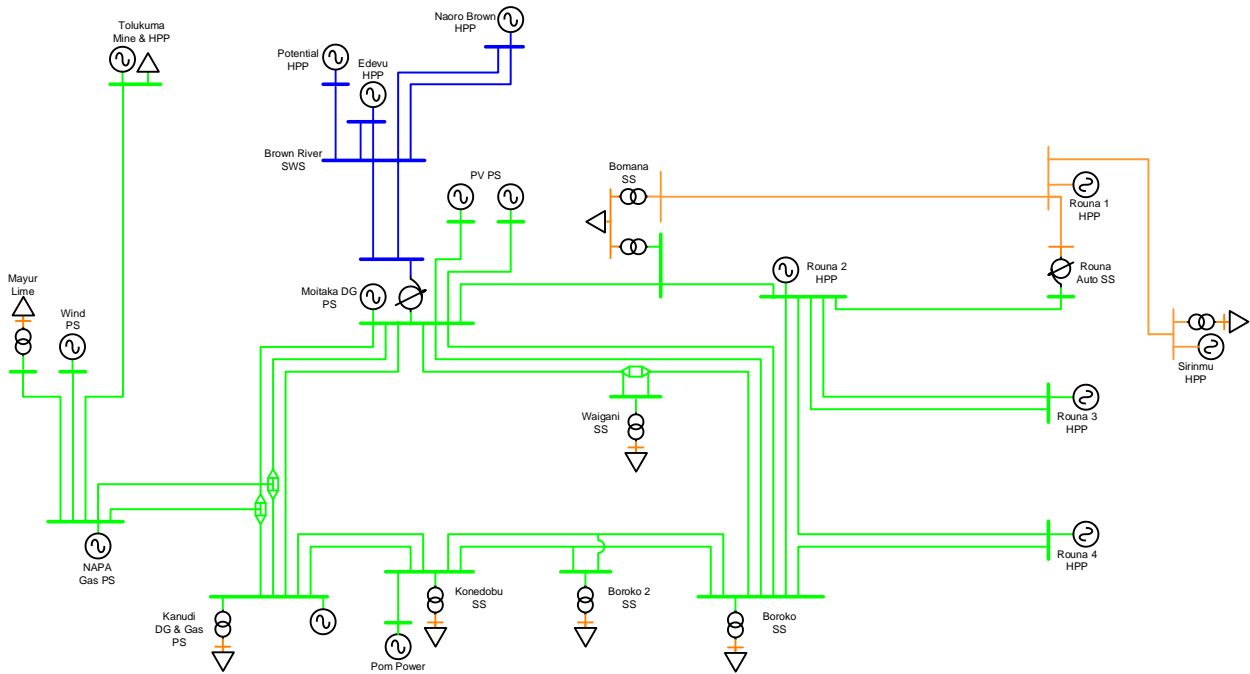 Naoro Brown
HPP
Tolukuma
Mine & HPP
Potential
HPP
Edevu
HPP
Brown River
SWS
PV PS
Bomana
SS
Rouna 1
HPP
Rouna 2
HPP
Rouna
Auto SS
Mayur
Lime
Moitaka DG
PS
Wind
PS
Sirinmu
HPP
Waigani
SS
Rouna 3
HPP
Rouna 4
HPP
NAPA
Gas PS
Kanudi
DG & Gas
PS
Konedobu
SS
Boroko 2
SS
Boroko
SS
Pom Power